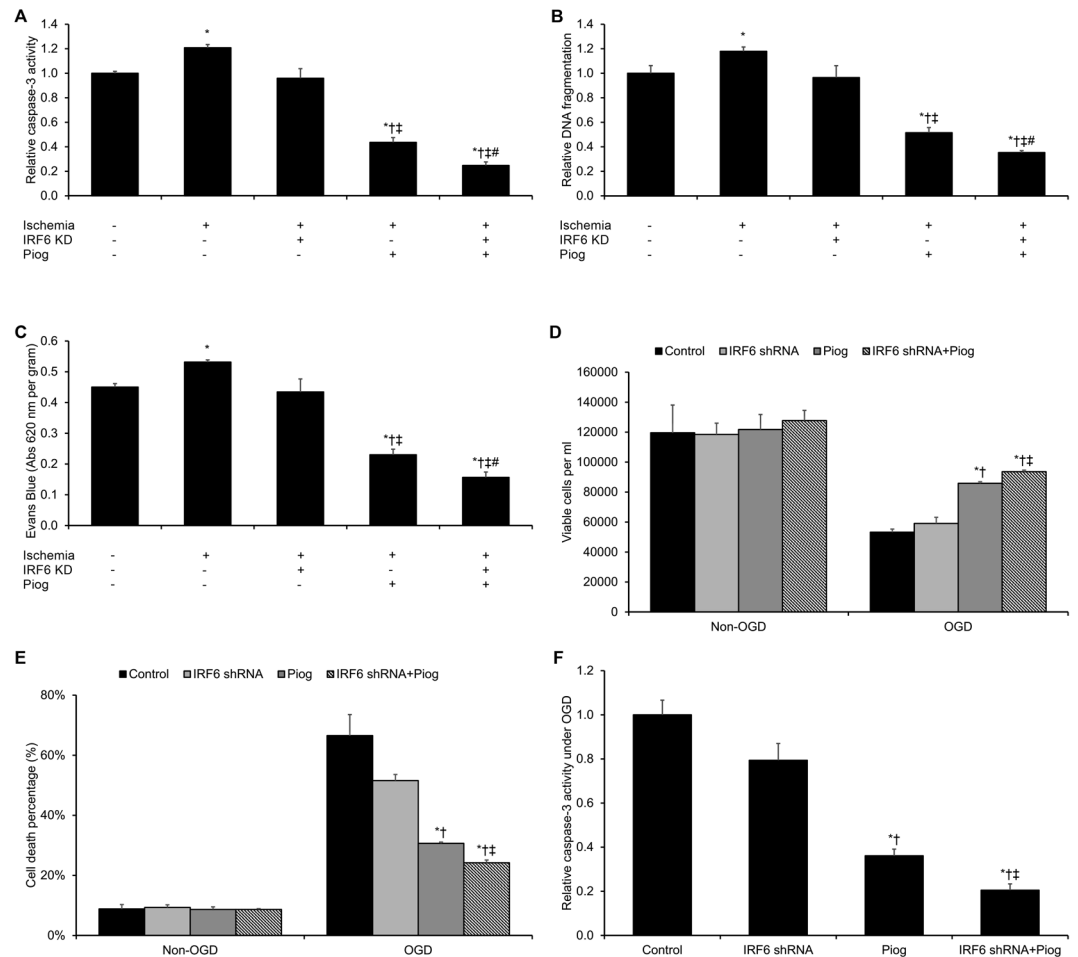 A
Relative caspase-3 activity
1.4
1.2
1.0
0.8
0.6
0.4
0.2
0.0
*
*†‡
*†‡#
Ischemia - + + + +
IRF6 KD - - + - +
Piog - - - + +
B
Relative DNA fragmentation
1.4
1.2
1.0
0.8
0.6
0.4
0.2
0.0
*
*†‡
*†‡#
Ischemia - + + + +
IRF6 KD - - + - +
Piog - - - + +
C
Evans Blue (Abs 620 nm per gram)
0.6
0.5
0.4
0.3
0.2
0.1
0.0
*
*†‡
*†‡#
Ischemia - + + + +
IRF6 KD - - + - +
Piog - - - + +
D
Control IRF6 shRNA Piog IRF6 shRNA+Piog
Viable cells per ml
160000
140000
120000
100000
80000
60000
40000
20000
0
*†
*†‡
Non-OGD OGD
E
Control IRF6 shRNA Piog IRF6 shRNA+Piog
Cell death percentage (%)
80%
60%
40%
20%
0%
*†
*†‡
Non-OGD OGD
F
Relative caspase-3 activity under OGD
1.2
1.0
0.8
0.6
0.4
0.2
0.0
*†
*†‡
Control IRF6 shRNA Piog IRF6 shRNA+Piog